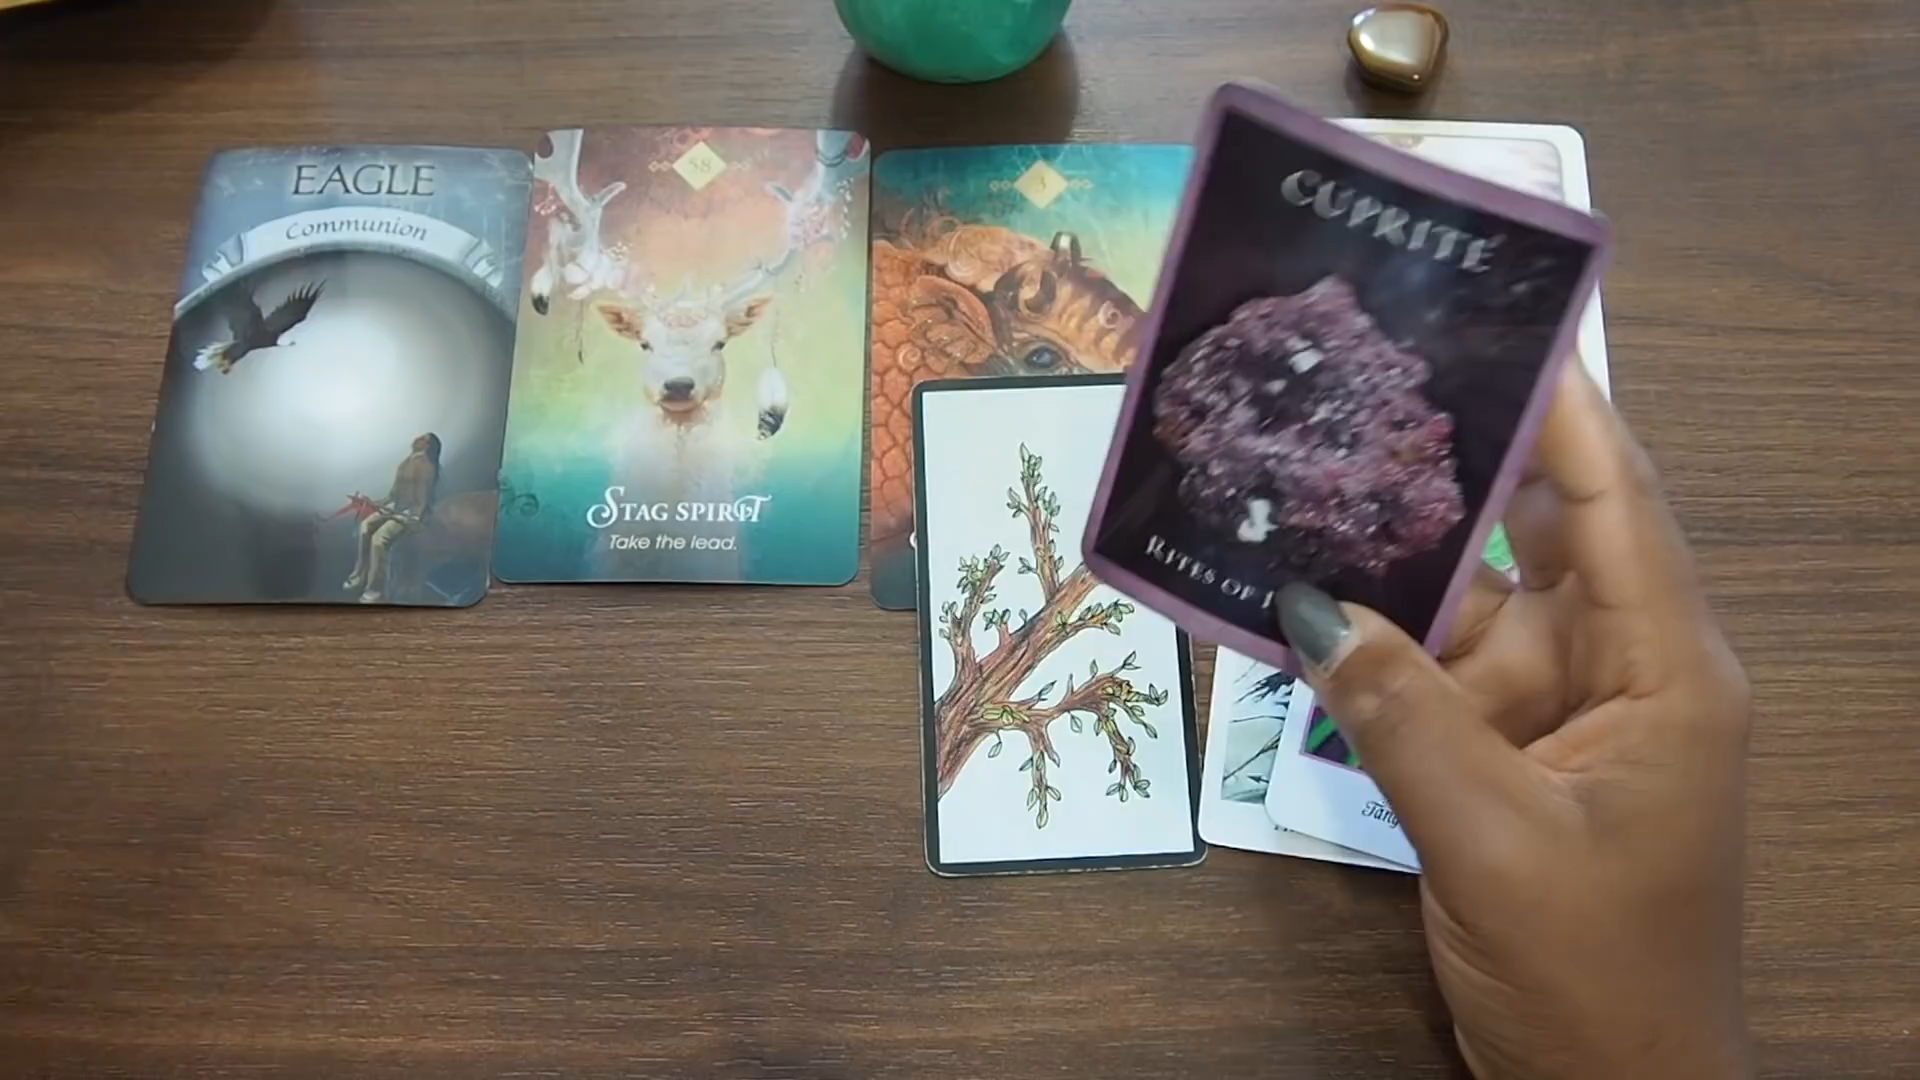 EAGLE
Communion
58
STAG SPIRIT
Take the lead.
3
CUPRITE
RITES OF